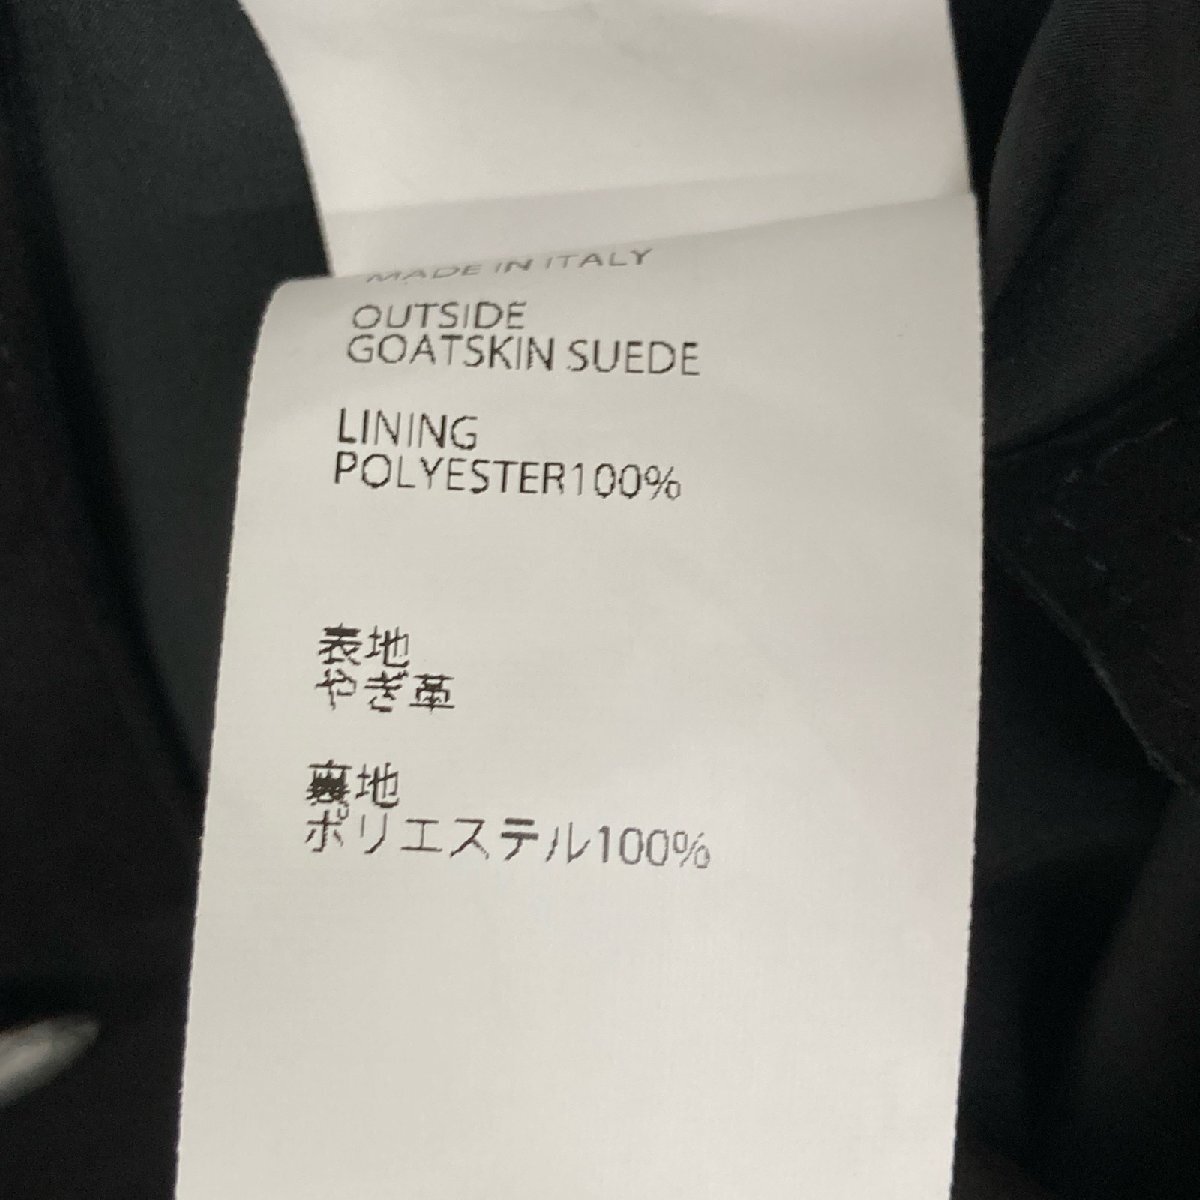 MADE IN ITALY
OUTSIDE
GOATSKIN SUEDE
LINING
POLYESTER100%
表地
やぎ革
裏地
ポリエステル100%